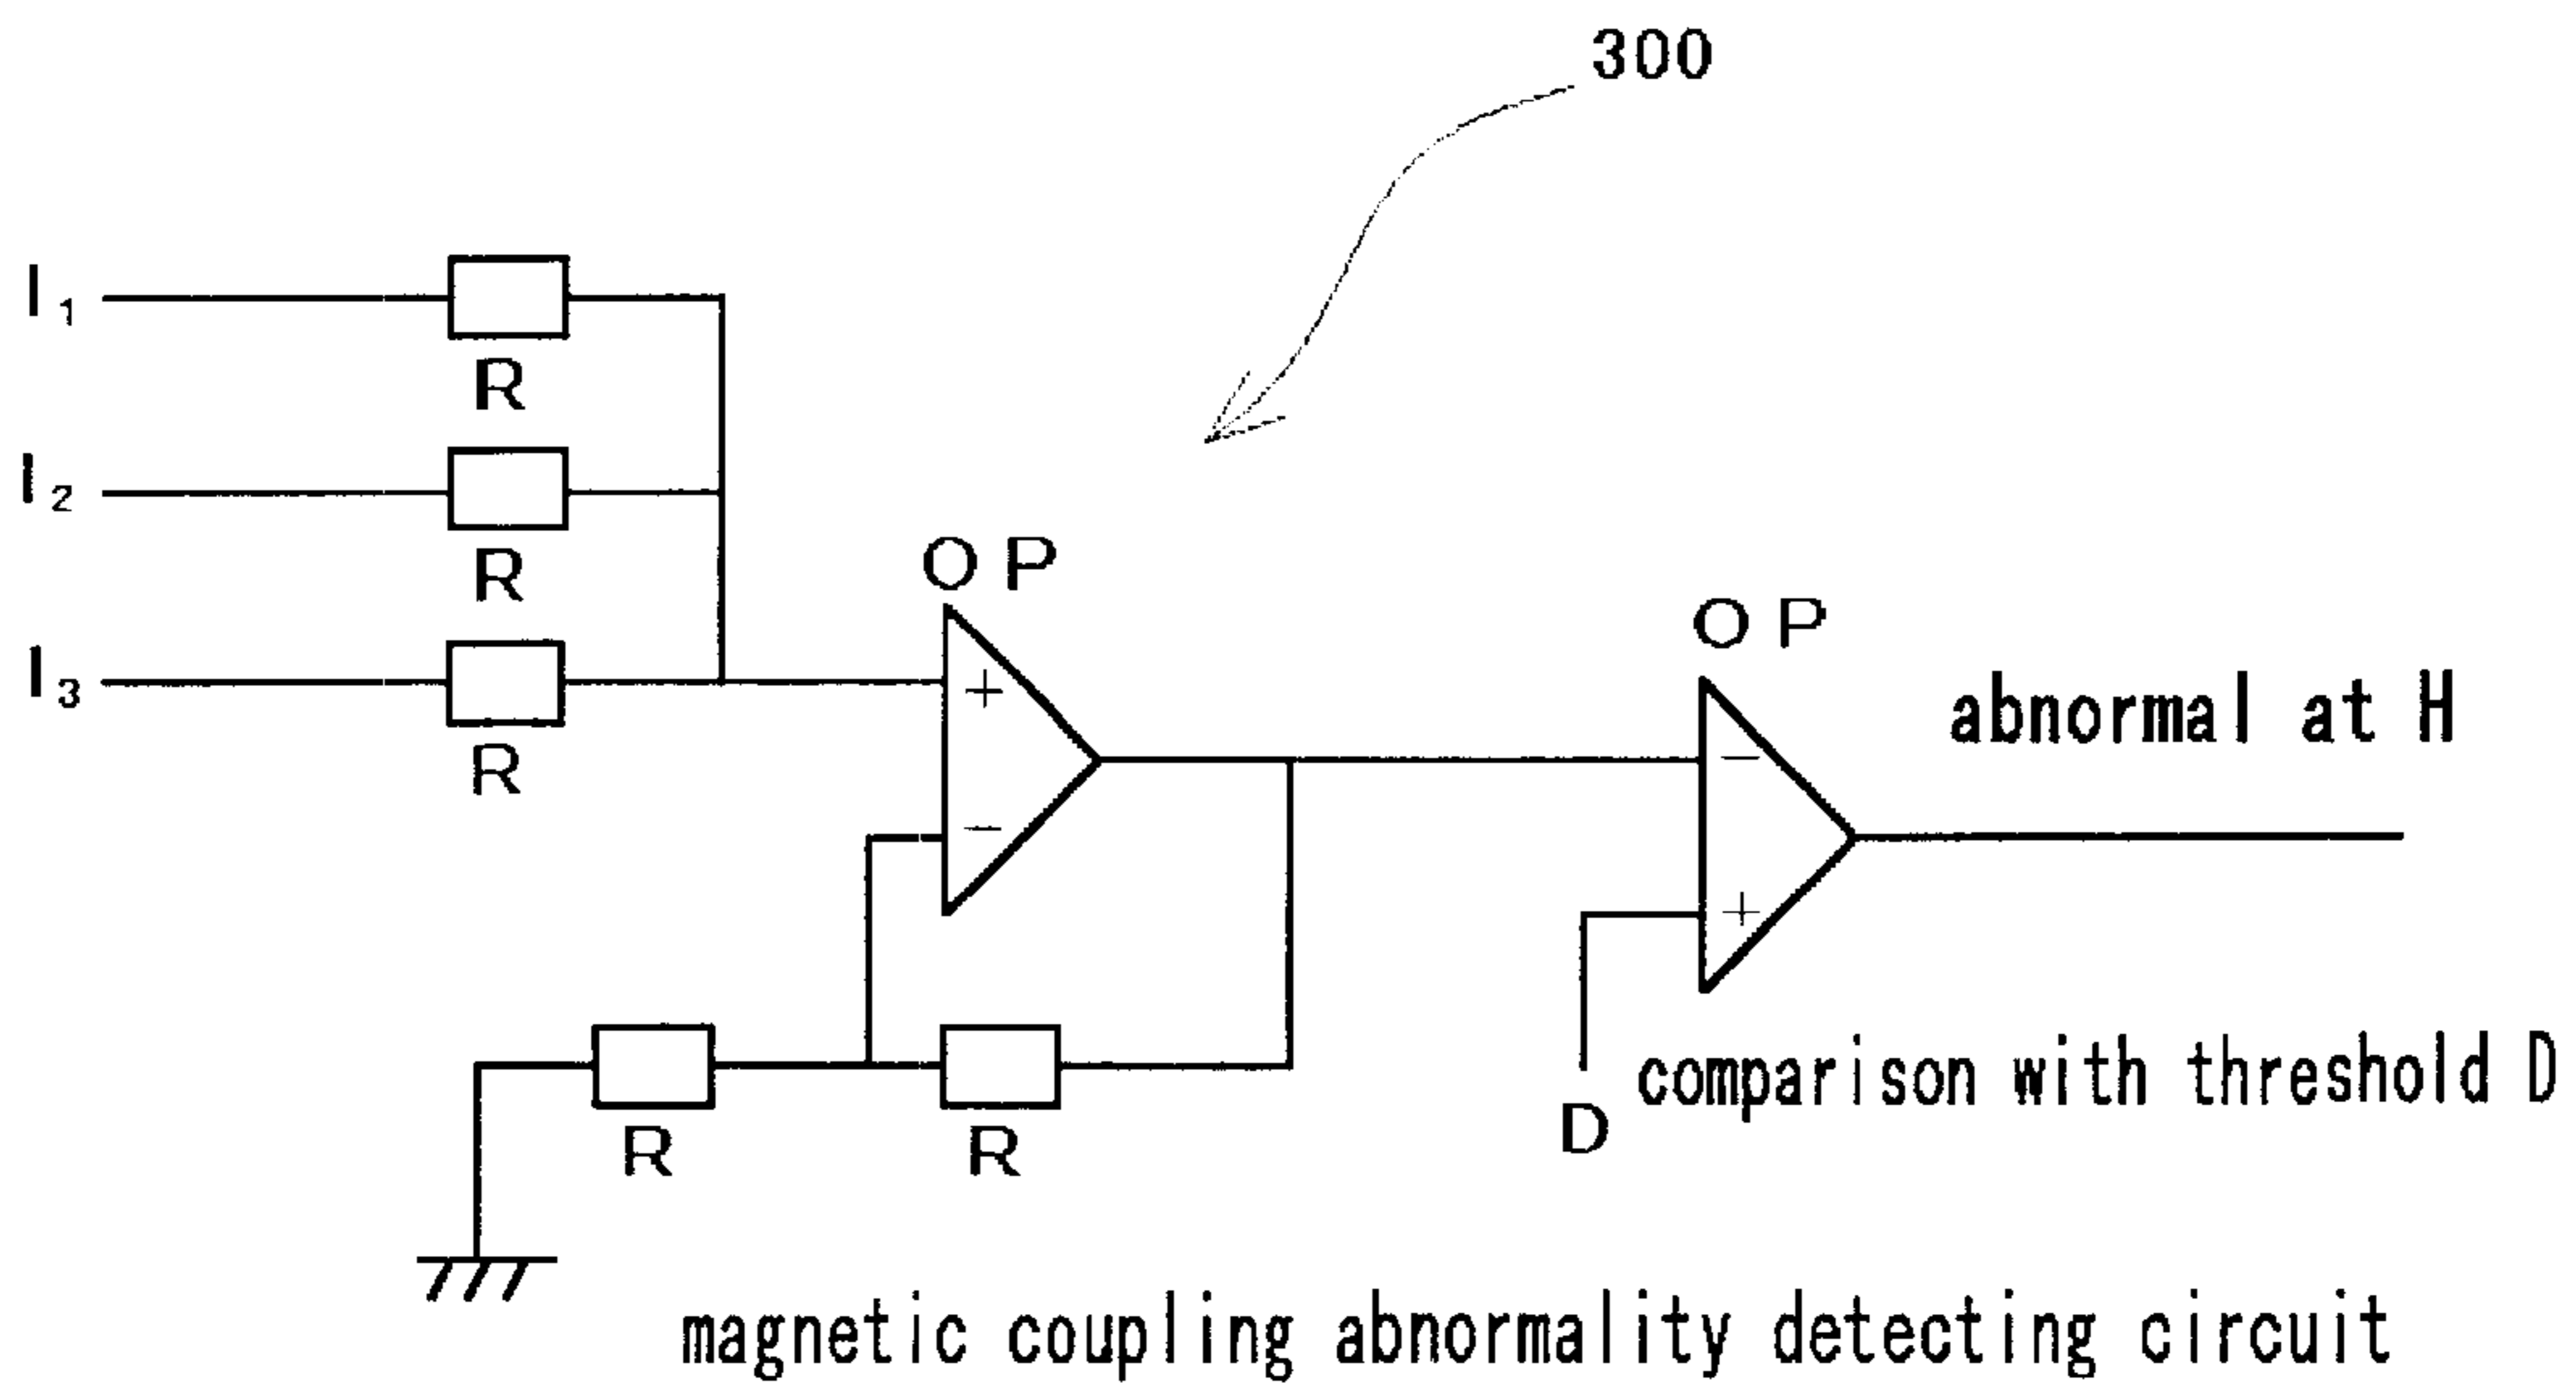 300
I1
R
I2
R
I3
R
OP
+
−
OP
−
+
abnormal at H
comparison with threshold D
D
R
R
magnetic coupling abnormality detecting circuit